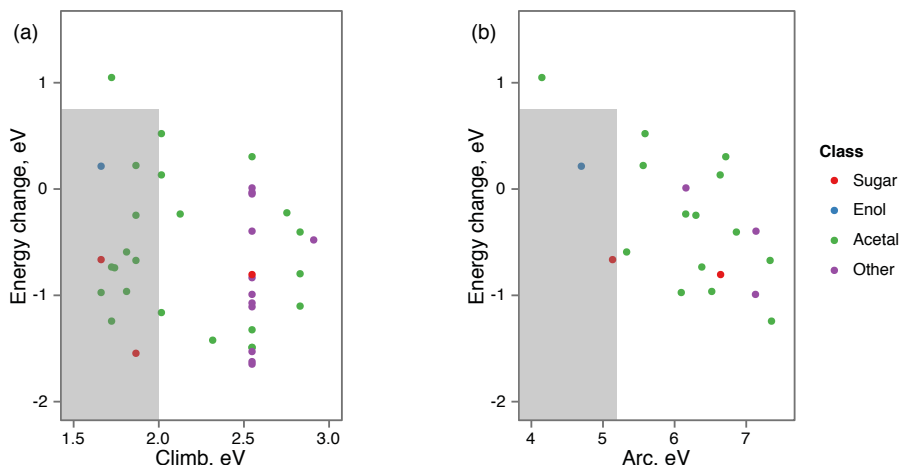 (a)
Energy change, eV
1
0
-1
-2
1.5 2.0 2.5 3.0
Climb, eV
(b)
Energy change, eV
1
0
-1
-2
4 5 6 7
Arc, eV
Class
Sugar
Enol
Acetal
Other